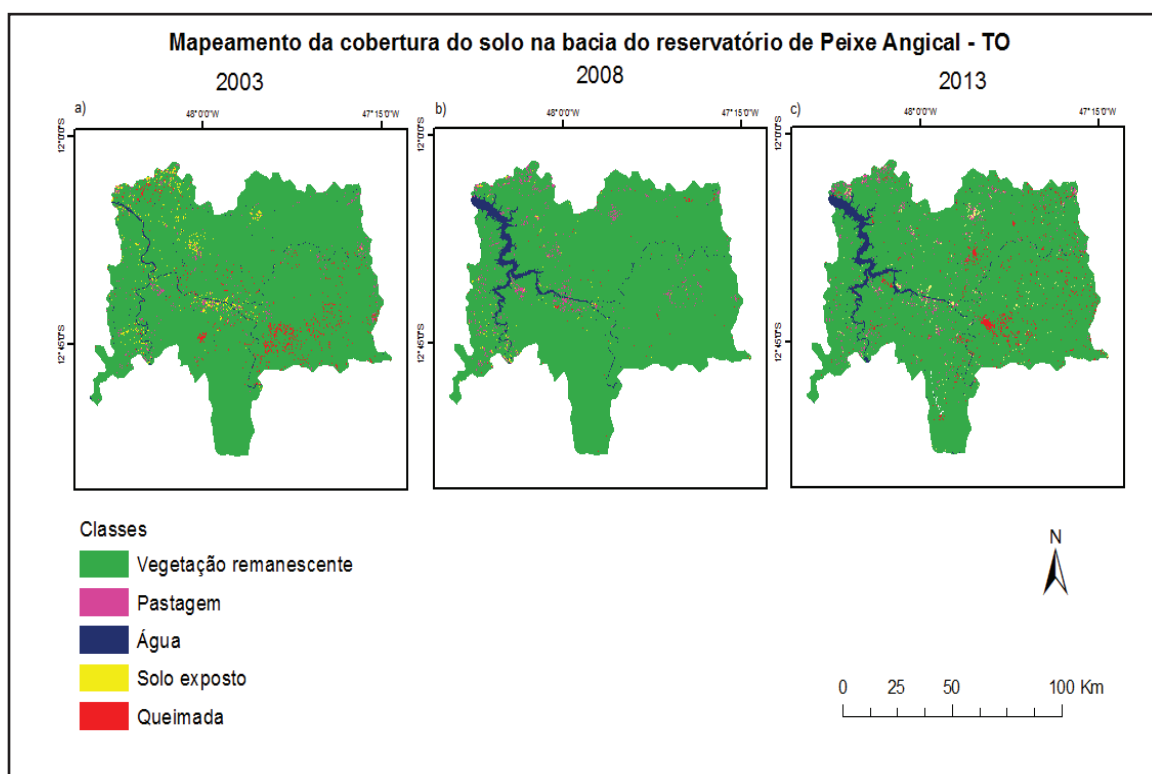 Mapeamento da cobertura do solo na bacia do reservatório de Peixe Angical - TO
2003
2008
2013
a)
48°0'0"W
47°15'0"W
12°0'0"S
12°45'0"S
b)
48°0'0"W
47°15'0"W
12°0'0"S
12°45'0"S
c)
48°0'0"W
47°15'0"W
12°0'0"S
12°45'0"S
Classes
Vegetação remanescente
Pastagem
Água
Solo exposto
Queimada
N
0 25 50 100 Km